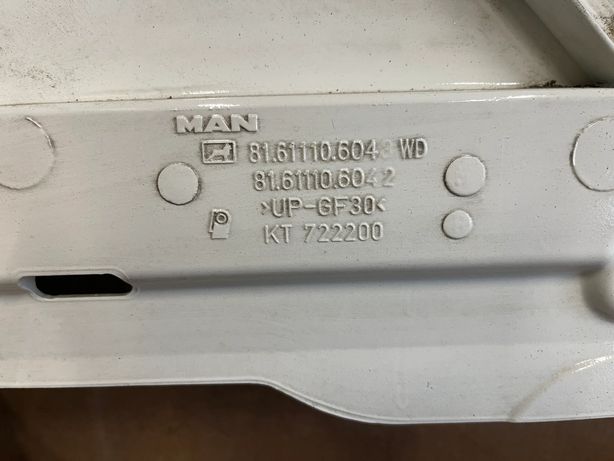 MAN
81.61110.6043 WD
81.61110.6042
>UP-GF30<
KT 722200